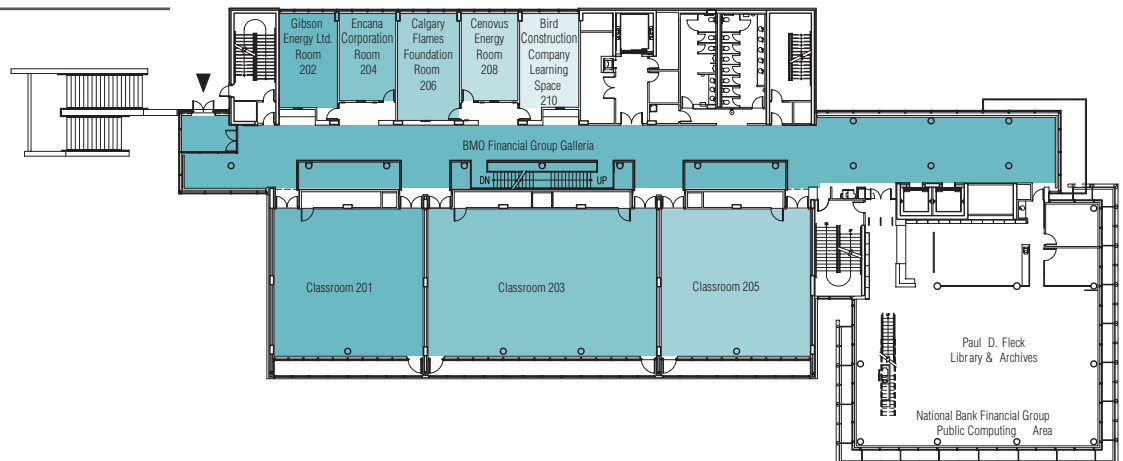 Gibson
Energy Ltd.
Room
202
Encana
Corporation
Room
204
Calgary
Flames
Foundation
Room
206
Cenovus
Energy
Room
208
Bird
Construction
Company
Learning
Space
210
BMO Financial Group Galleria
DN
UP
Classroom 201
Classroom 203
Classroom 205
Paul D. Fleck
Library & Archives
National Bank Financial Group
Public Computing Area